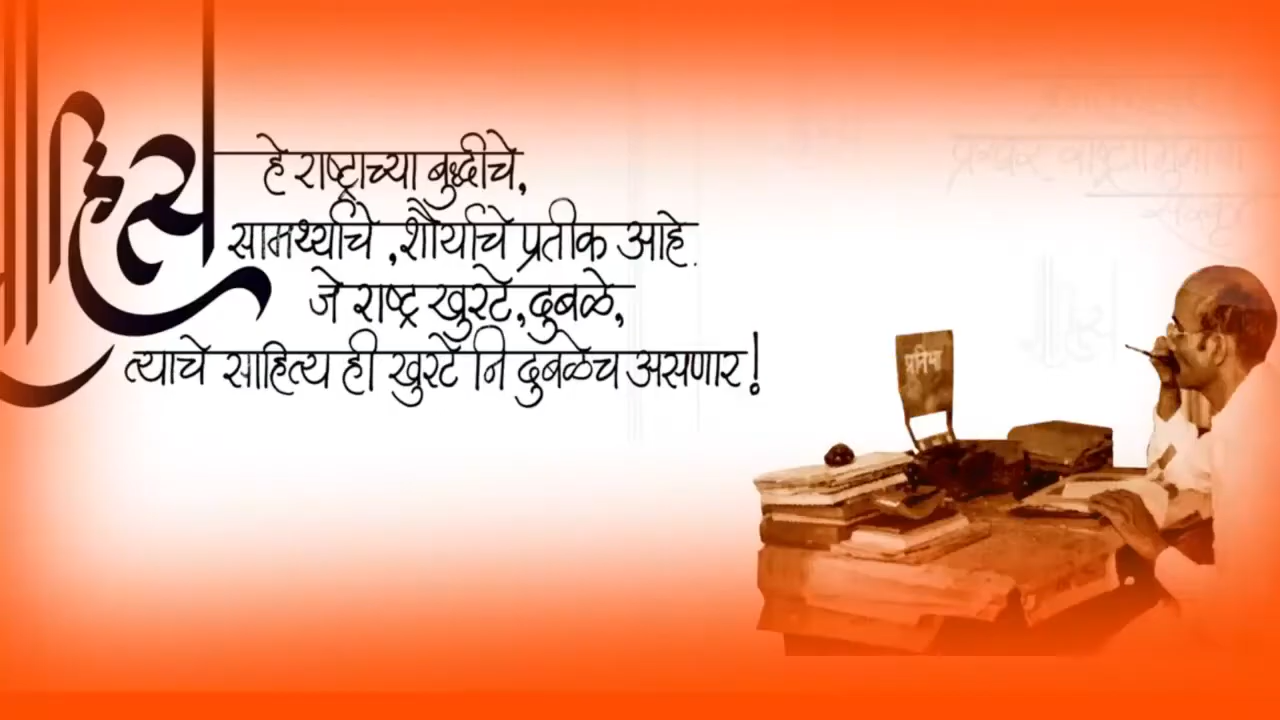 साहित्य
हे राष्ट्राच्या बुद्धीचे,
सामर्थ्याचे ,शौर्याचे प्रतीक आहे.
जे राष्ट्र खुरटे, दुबळे,
त्याचे साहित्य ही खुरटे नि दुबळेच असणार!
प्रतिभा